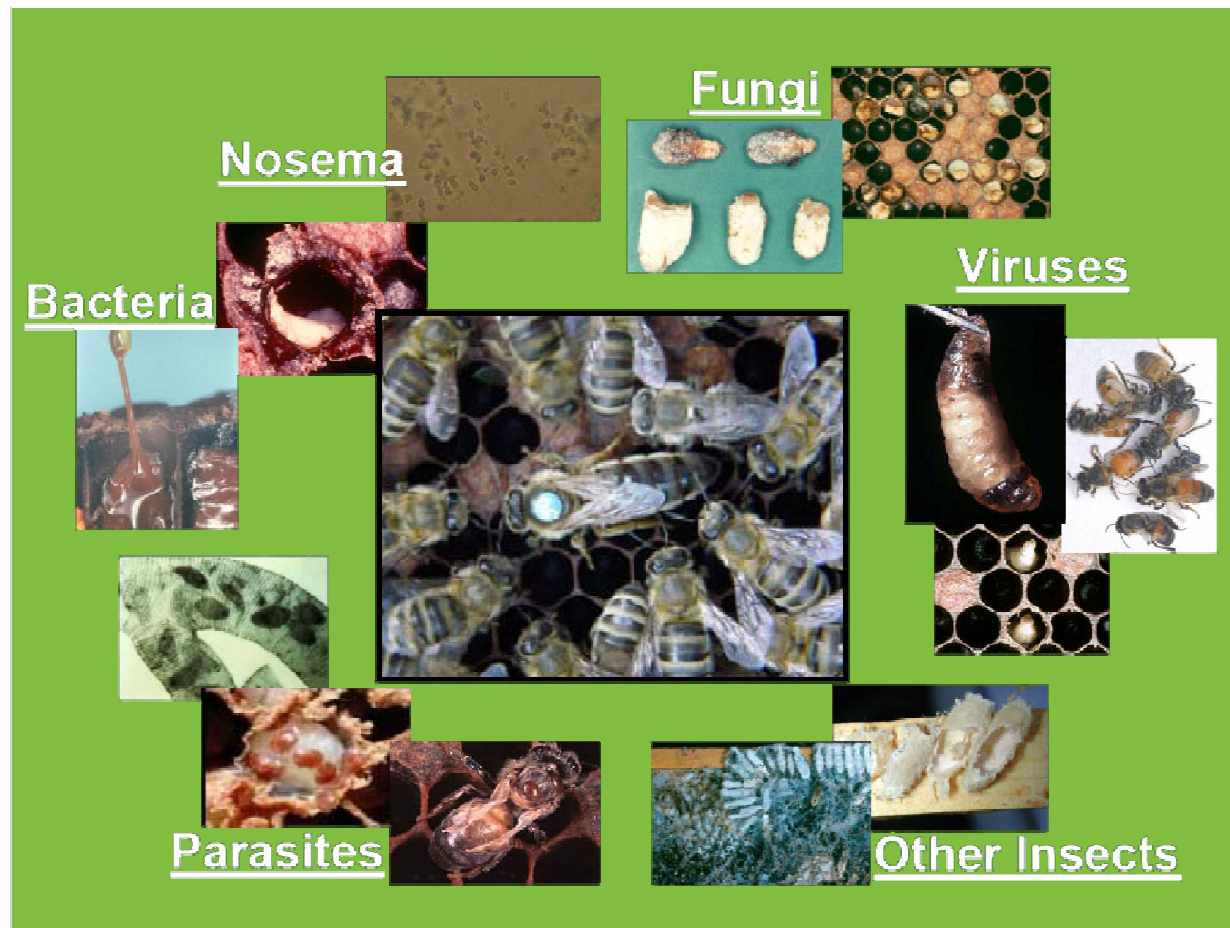 Fungi
Nosema
Viruses
Bacteria
Parasites
Other Insects